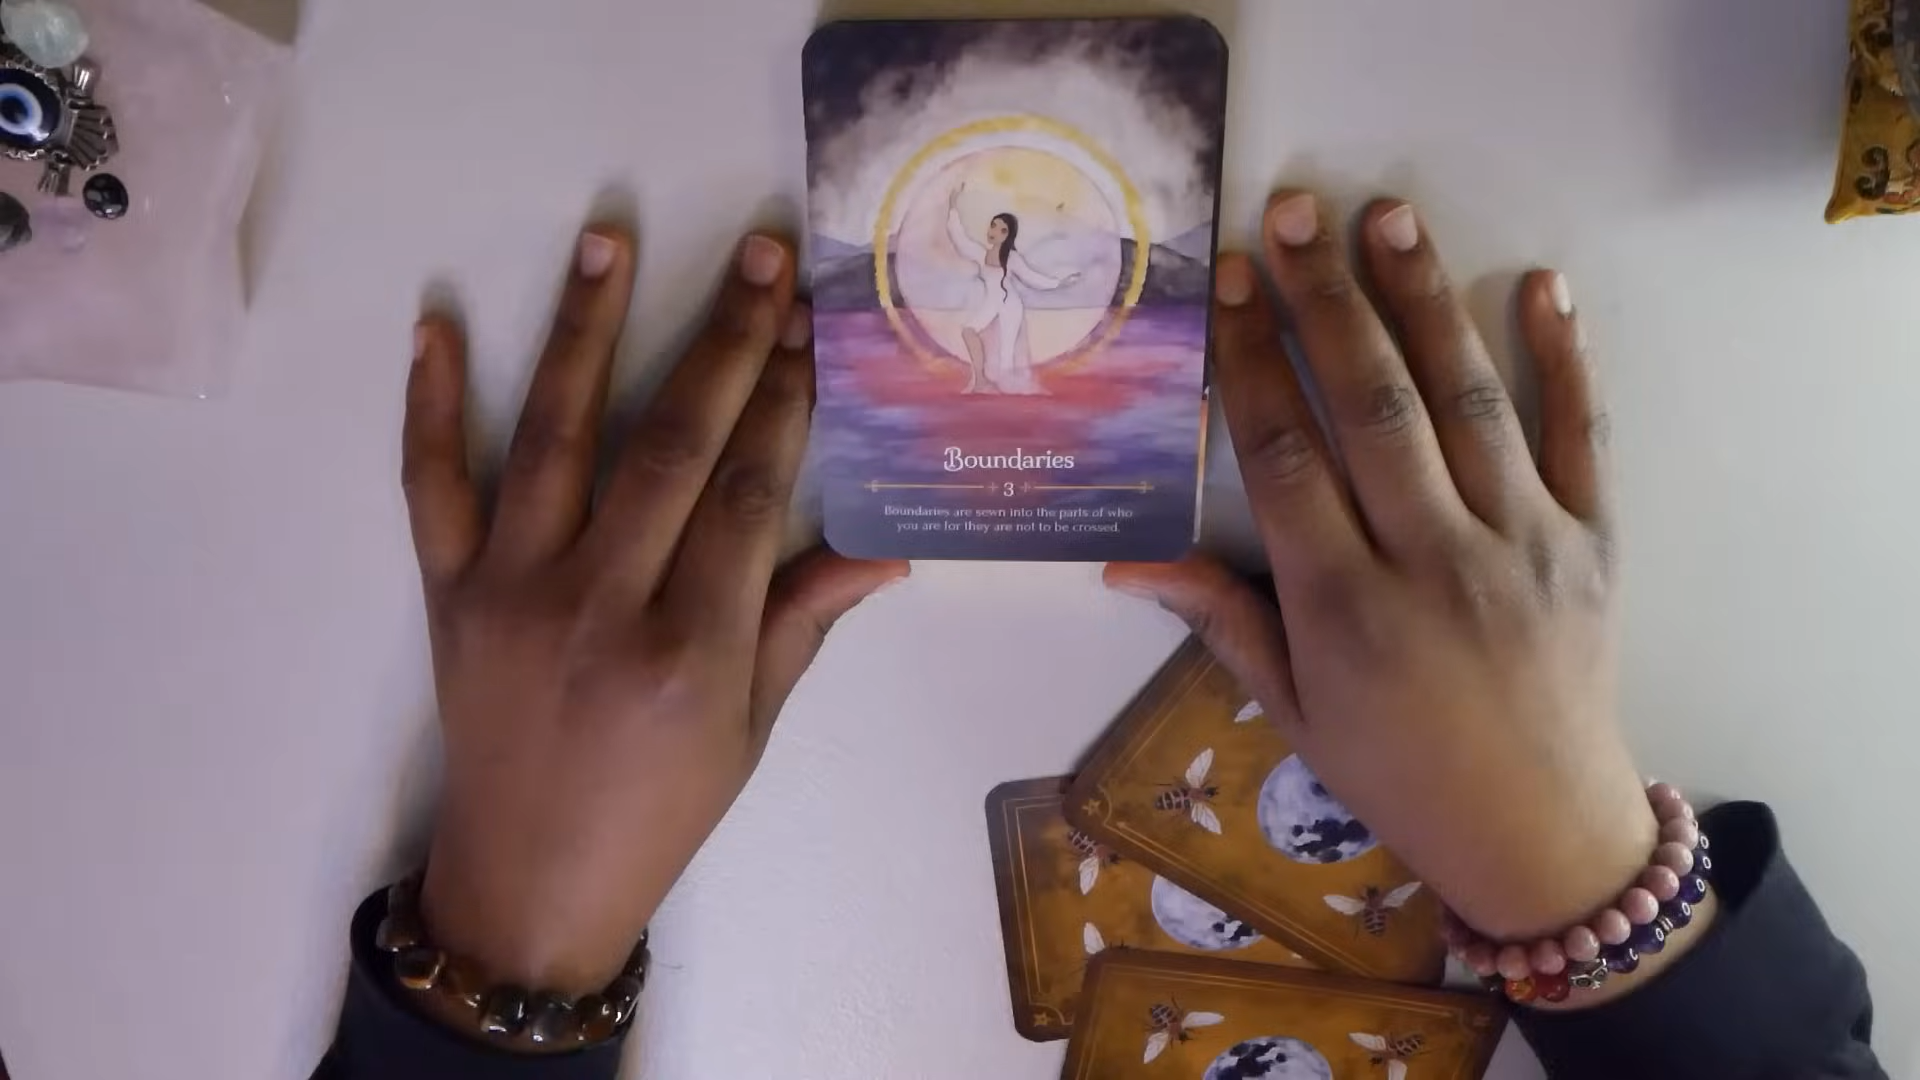 Boundaries
3
Boundaries are sewn into the parts of who
you are for they are not to be crossed.